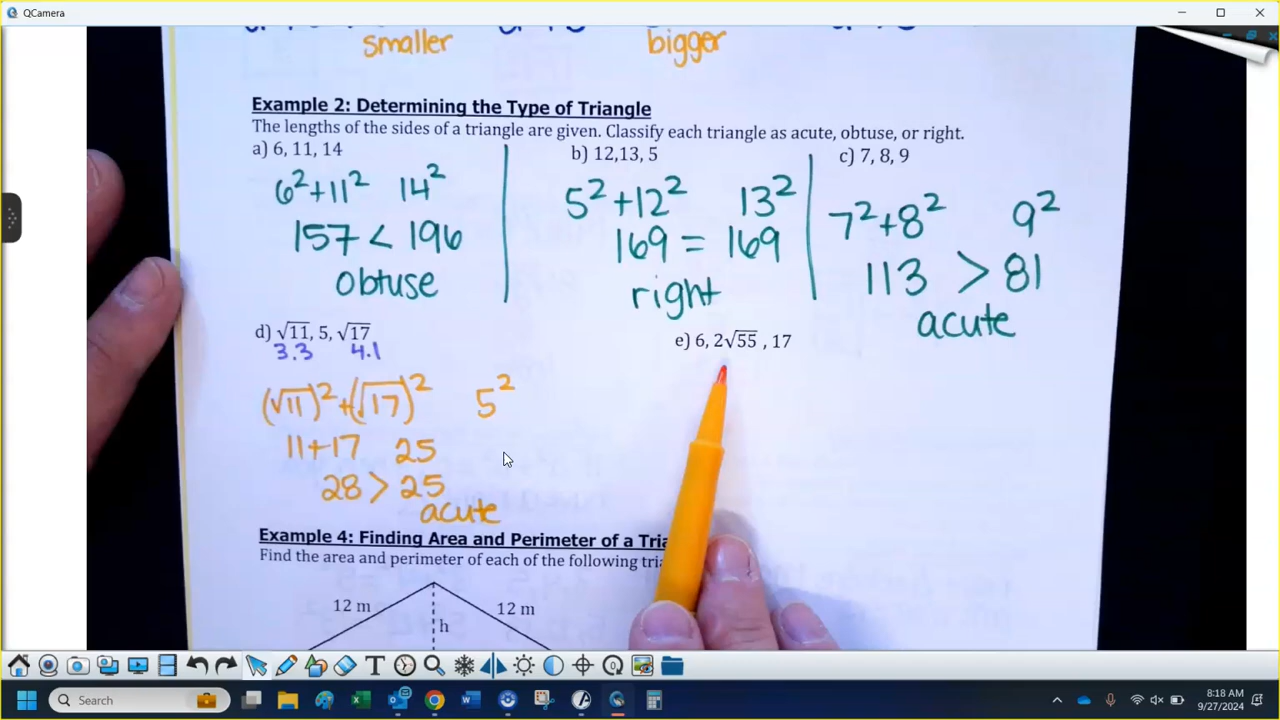 QCamera
smaller
bigger
Example 2: Determining the Type of Triangle
The lengths of the sides of a triangle are given. Classify each triangle as acute, obtuse, or right.
a) 6, 11, 14
b) 12,13, 5
c) 7, 8, 9
6²+11² 14²
157 < 196
obtuse
5²+12² 13²
169 = 169
right
7²+8² 9²
113 > 81
acute
d) √11, 5, √17
3.3 4.1
(√11)²+(√17)² 5²
11+17 25
28 > 25
acute
e) 6, 2√55 , 17
Example 4: Finding Area and Perimeter of a Tria
Find the area and perimeter of each of the following tria
12 m
12 m
h
T
Search
8:18 AM
9/27/2024